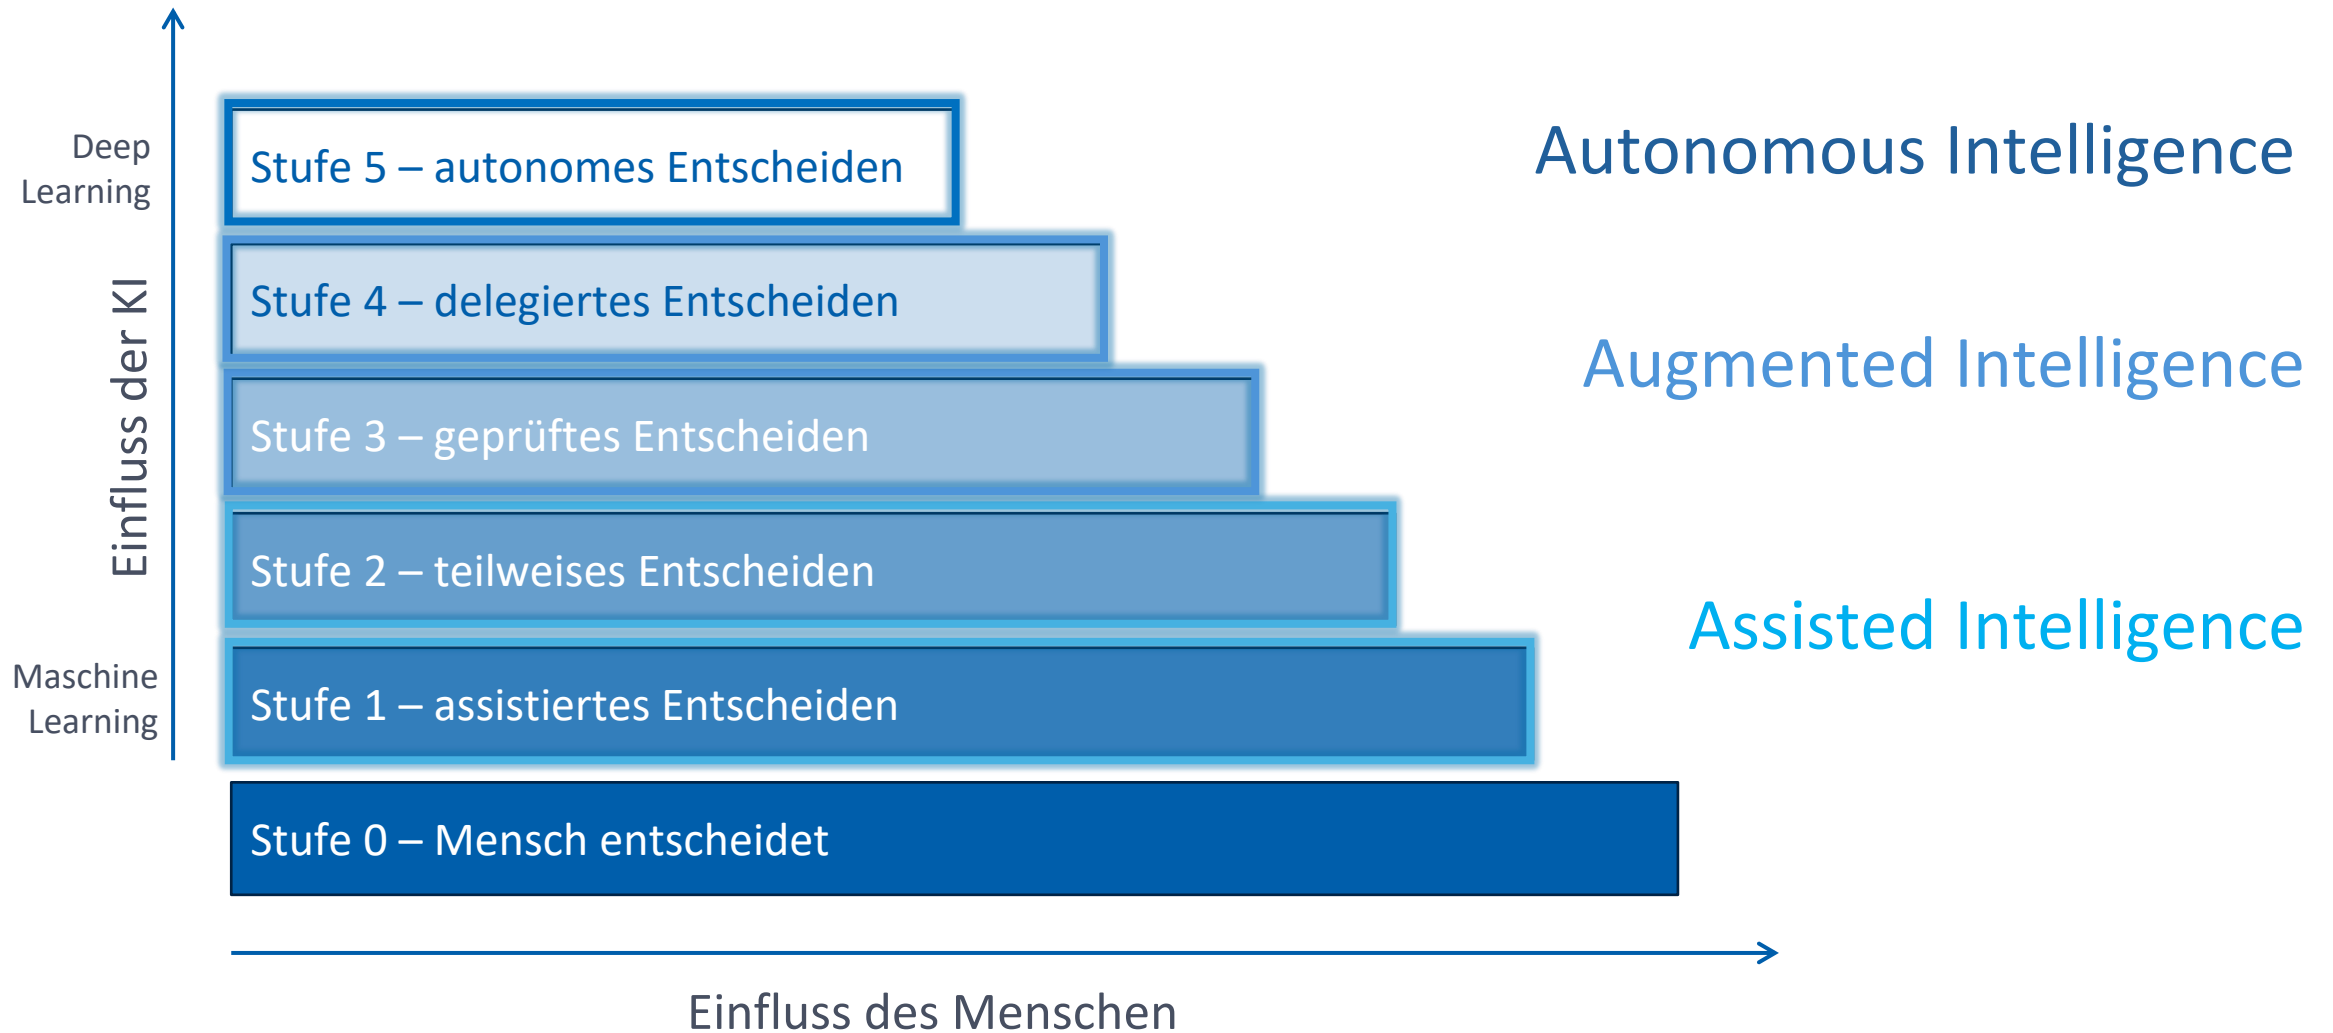 Deep
Learning
Stufe 5 – autonomes Entscheiden
Autonomous Intelligence
Stufe 4 – delegiertes Entscheiden
Augmented Intelligence
Einfluss der KI
Stufe 3 – geprüftes Entscheiden
Stufe 2 – teilweises Entscheiden
Assisted Intelligence
Maschine
Learning
Stufe 1 – assistiertes Entscheiden
Stufe 0 – Mensch entscheidet
Einfluss des Menschen